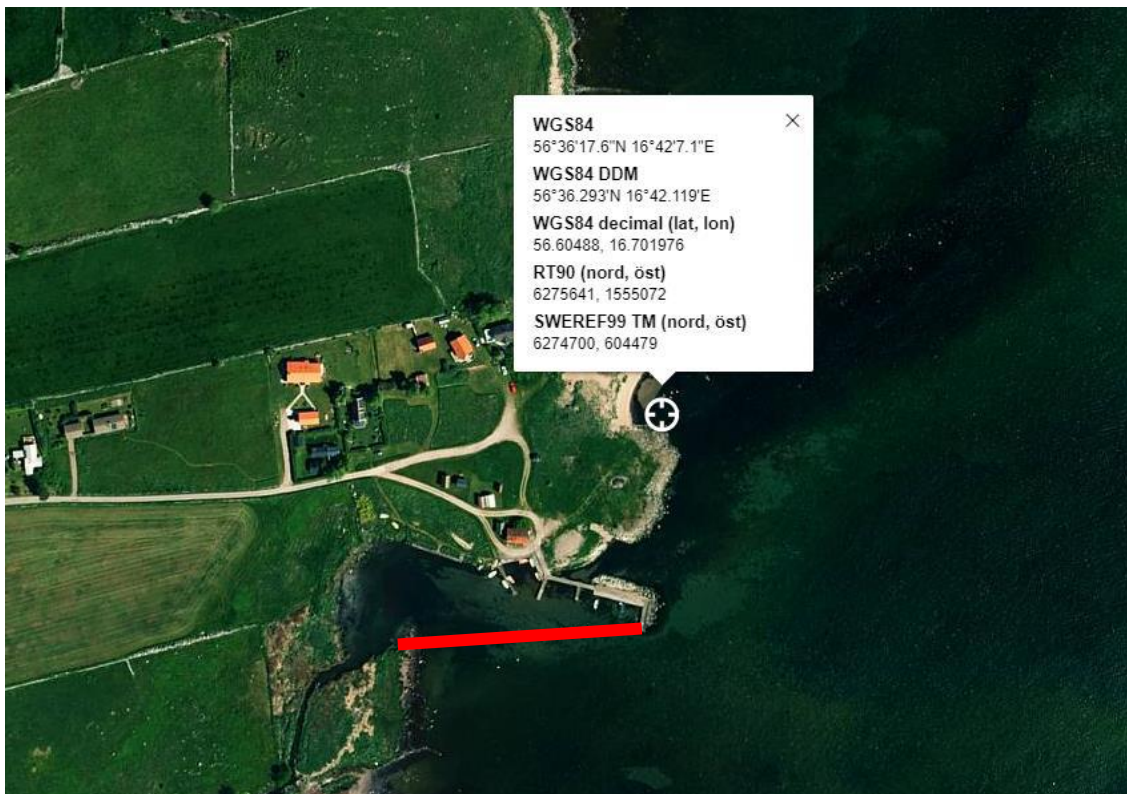 WGS84
56°36'17.6"N 16°42'7.1"E
WGS84 DDM
56°36.293'N 16°42.119'E
WGS84 decimal (lat, lon)
56.60488, 16.701976
RT90 (nord, öst)
6275641, 1555072
SWEREF99 TM (nord, öst)
6274700, 604479